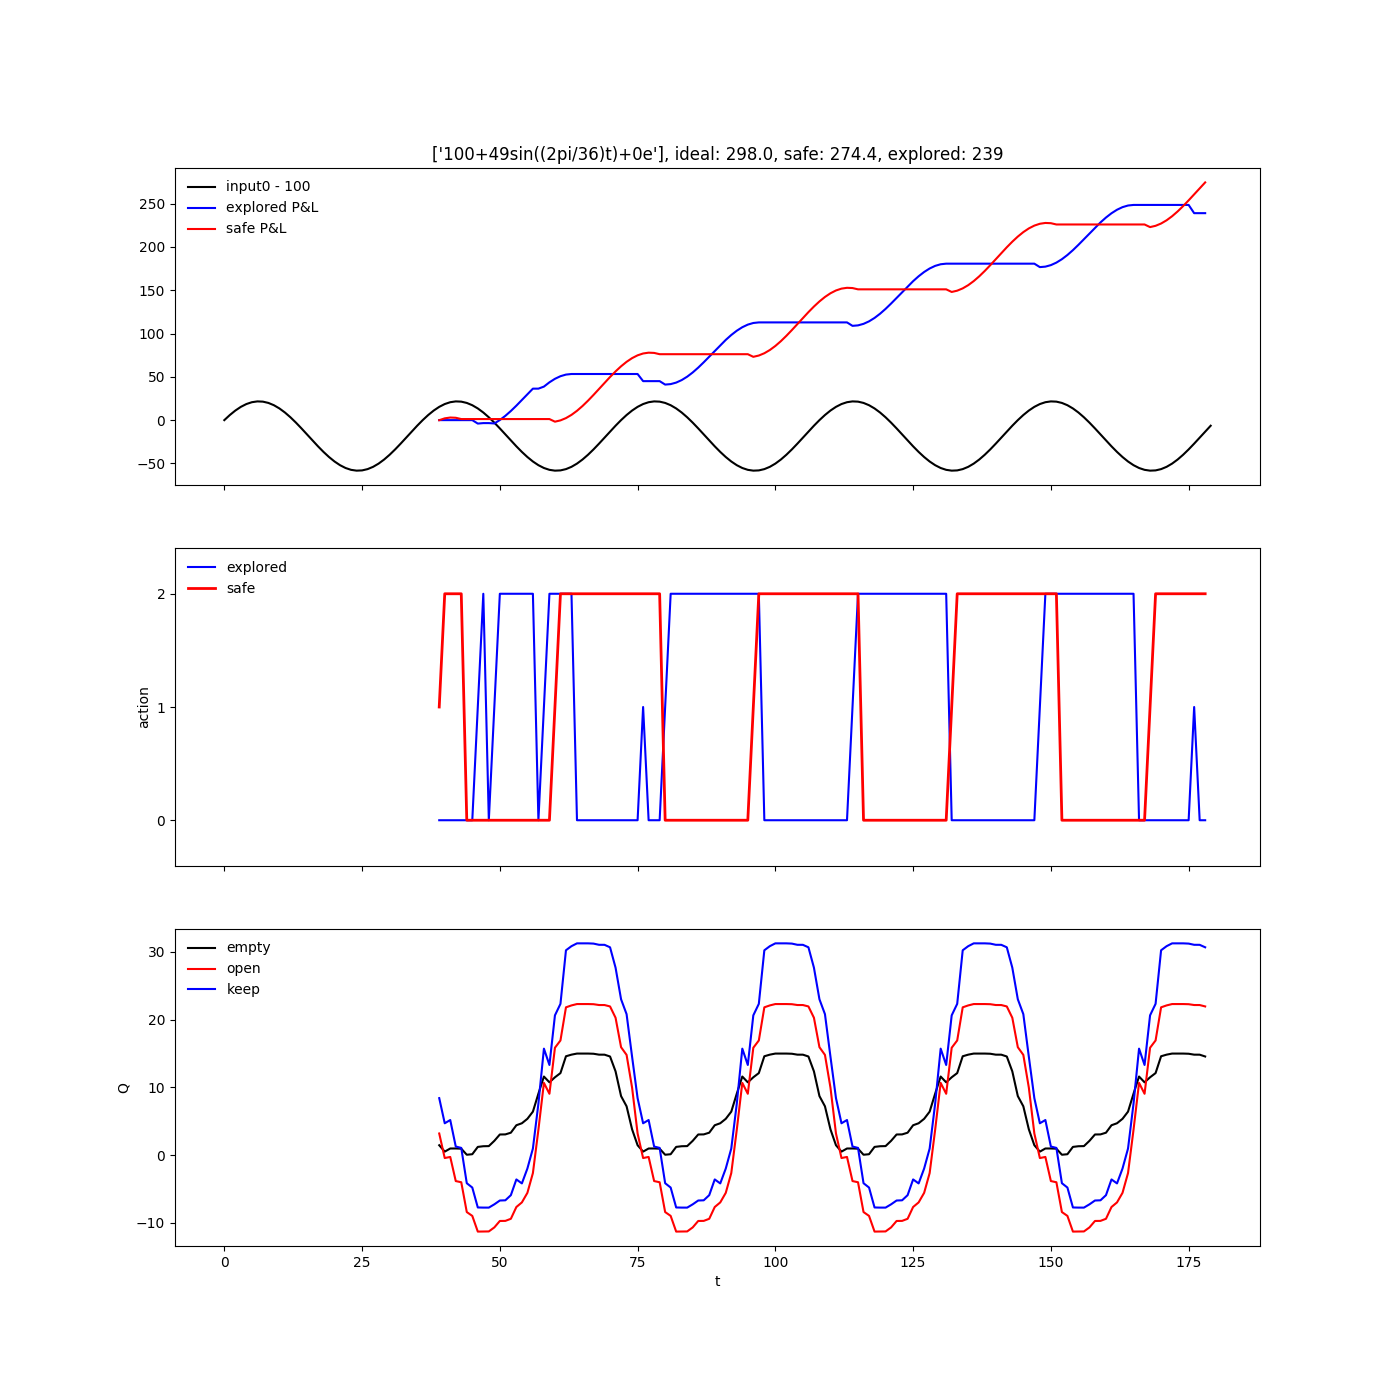 ['100+49sin((2pi/36)t)+0e'], ideal: 298.0, safe: 274.4, explored: 239
input0 - 100
explored P&L
safe P&L
250
200
150
100
50
0
−50
explored
safe
2
1
0
action
empty
open
keep
30
20
10
0
−10
Q
0 25 50 75 100 125 150 175
t